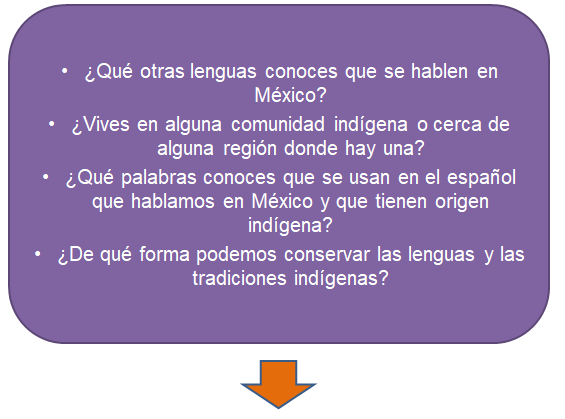 • ¿Qué otras lenguas conoces que se hablen en
México?
• ¿Vives en alguna comunidad indígena o cerca de
alguna región donde hay una?
• ¿Qué palabras conoces que se usan en el español
que hablamos en México y que tienen origen
indígena?
• ¿De qué forma podemos conservar las lenguas y las
tradiciones indígenas?